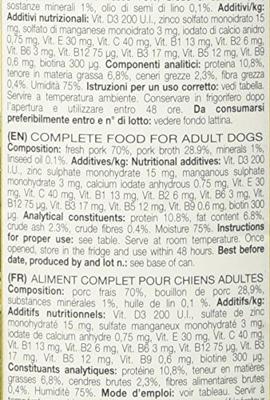 sostanze minerali 1%, olio di semi di lino 0,1%. Additivi/kg:
Additivi nutrizionali: Vit. D3 200 U.I., zinco solfato monoidrato 15
mg, solfato di manganese monoidrato 3 mg, iodato di calcio anidro
0,75 mg, Vit. E 30 mg, Vit. C 40 mg, Vit. B1 13 mg, Vit. B2 6 mg,
Vit. B6 3 mg, Vit. B12 75 µg, Vit. B3 17 mg, Vit. B5 12 mg, Vit. B9
0,6 mg, biotina 300 µg. Componenti analitici: proteina 10,8%,
tenore in materia grassa 6,8%, ceneri gregge 2,3%, fibra grezza
0,4%, Umidità 75%. Istruzioni per un uso corretto: vedi tabella.
Servire a temperatura ambiente. Conservare in frigorifero dopo
l'apertura e utilizzare entro 48 ore. Da consumarsi
preferibilmente entro e n° di lotto: vedere fondo lattina.
(EN) COMPLETE FOOD FOR ADULT DOGS
Composition: fresh pork 70%, pork broth 28,9%, minerals 1%,
linseed oil 0.1%. Additives/kg: Nutritional additives: Vit. D3 200
U.I., zinc sulphate monohydrate 15 mg, manganous sulphate
monohydrate 3 mg, calcium iodate anhydrous 0.75 mg, Vit. E 30
mg, Vit. C 40 mg, Vit. B1 13 mg, Vit. B2 6 mg, Vit. B6 3 mg, Vit.
B12 75 µg, Vit. B3 17 mg, Vit. B5 12 mg, Vit. B9 0.6 mg, biotin 300
µg. Analytical constituents: protein 10.8%, fat content 6.8%,
crude ash 2.3%, crude fibres 0.4%, Moisture 75%. Instructions
for proper use: see table. Serve at room temperature. Once
opened, store in the fridge and use within 48 hours. Best before
date, produced by and lot n.: see base of can.
(FR) ALIMENT COMPLET POUR CHIENS ADULTES
Composition: porc frais 70%, bouillon de porc 28,9%,
substances minérales 1%, huile de lin 0,1 %. Additifs/kg:
Additifs nutritionnels: Vit. D3 200 U.I., sulfate de zinc
monohydraté 15 mg, sulfate manganeux monohydraté 3 mg,
iodate de calcium anhydre 0,75 mg, Vit. E 30 mg, Vit. C 40 mg,
Vit. B1 13 mg, Vit. B2 6 mg, Vit. B6 3 mg, Vit. B12 75 µg, Vit. B3
17 mg, Vit. B5 12 mg, Vit. B9 0,6 mg, biotine 300 µg.
Constituants analytiques: protéine 10,8%, teneur en matières
grasses 6,8%, cendres brutes 2,3%, fibres alimentaires brutes
0,4%, Humidité 75%. Mode d'emploi: voir tableau. Servir à